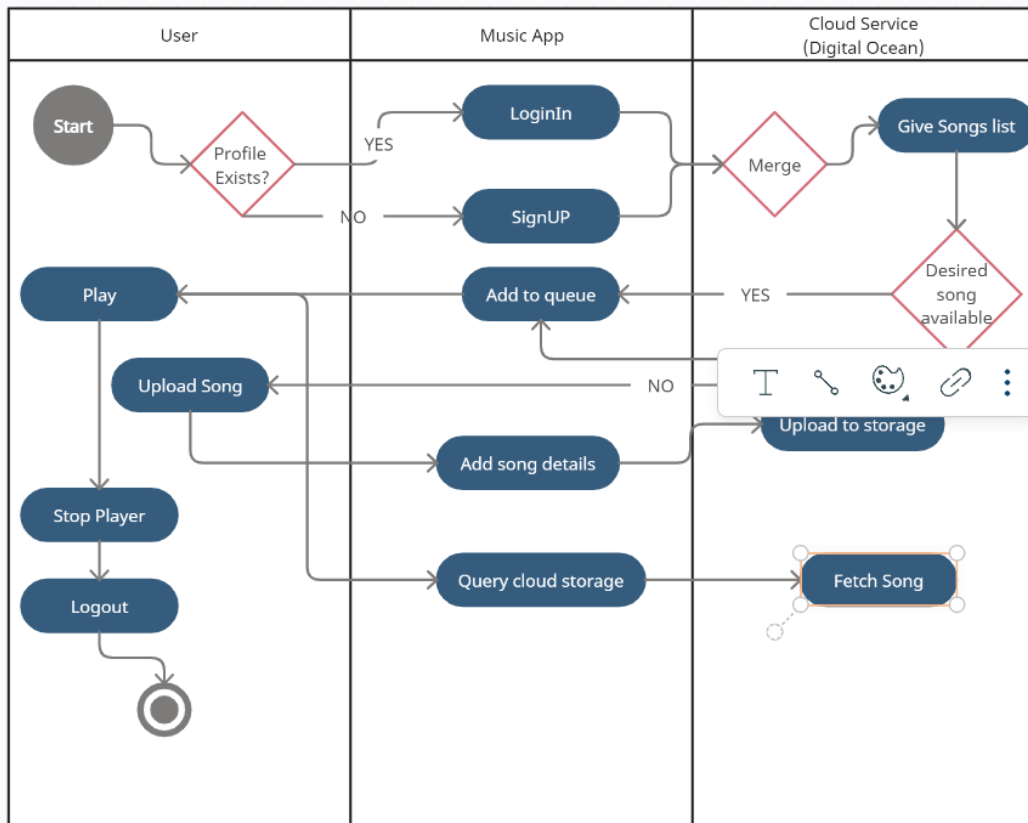 User
Music App
Cloud Service
(Digital Ocean)
Start
Profile
Exists?
YES
NO
LoginIn
SignUP
Merge
Give Songs list
Desired
song
available
YES
Add to queue
Play
NO
Upload Song
Add song details
Upload to storage
Stop Player
Query cloud storage
Fetch Song
Logout